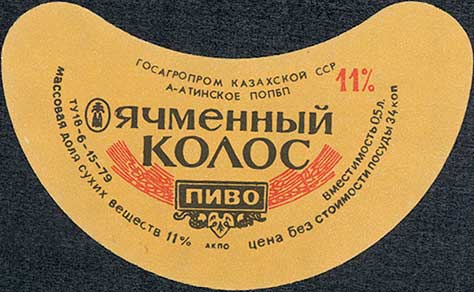 ГОСАГРОПРОМ КАЗАХСКОЙ ССР
А-АТИНСКОЕ ПОПБП
11%
ЯЧМЕННЫЙ
КОЛОС
ПИВО
АКПО
ТУ18-6-15-79
массовая доля сухих веществ 11%
вместимость 0,5 л.
цена без стоимости посуды 34 коп